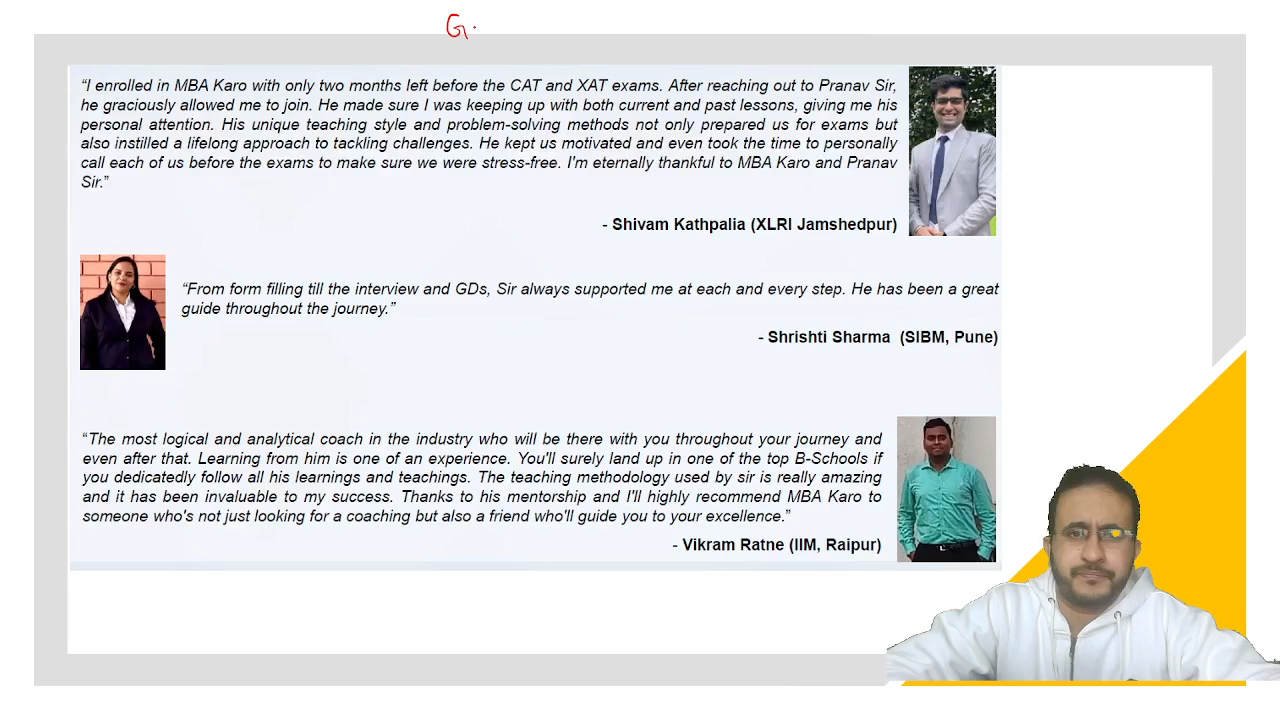 G.
“I enrolled in MBA Karo with only two months left before the CAT and XAT exams. After reaching out to Pranav Sir,
he graciously allowed me to join. He made sure I was keeping up with both current and past lessons, giving me his
personal attention. His unique teaching style and problem-solving methods not only prepared us for exams but
also instilled a lifelong approach to tackling challenges. He kept us motivated and even took the time to personally
call each of us before the exams to make sure we were stress-free. I'm eternally thankful to MBA Karo and Pranav
Sir.”
- Shivam Kathpalia (XLRI Jamshedpur)
“From form filling till the interview and GDs, Sir always supported me at each and every step. He has been a great
guide throughout the journey.”
- Shrishti Sharma (SIBM, Pune)
“The most logical and analytical coach in the industry who will be there with you throughout your journey and
even after that. Learning from him is one of an experience. You'll surely land up in one of the top B-Schools if
you dedicatedly follow all his learnings and teachings. The teaching methodology used by sir is really amazing
and it has been invaluable to my success. Thanks to his mentorship and I'll highly recommend MBA Karo to
someone who's not just looking for a coaching but also a friend who'll guide you to your excellence.”
- Vikram Ratne (IIM, Raipur)